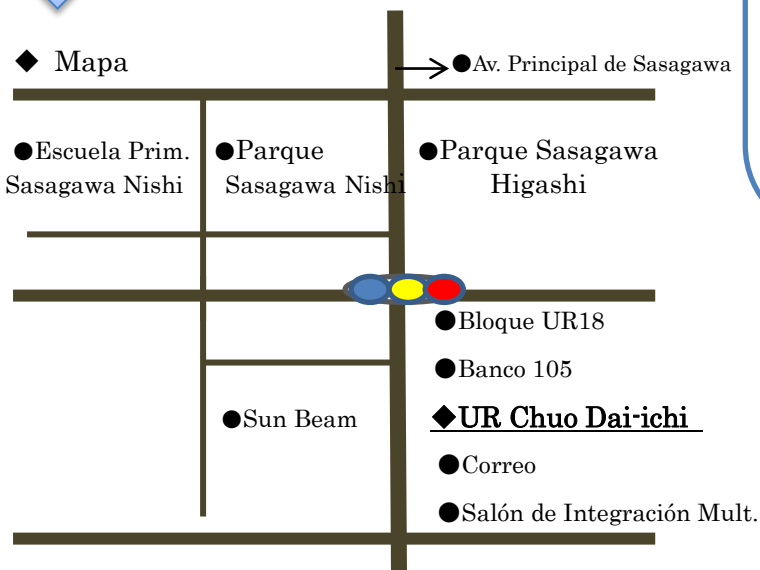 ◆ Mapa
●Av. Principal de Sasagawa
●Escuela Prim.
Sasagawa Nishi
●Parque
Sasagawa Nishi
●Parque Sasagawa
Higashi
●Bloque UR18
●Banco 105
●Sun Beam
◆UR Chuo Dai-ichi
●Correo
●Salón de Integración Mult.